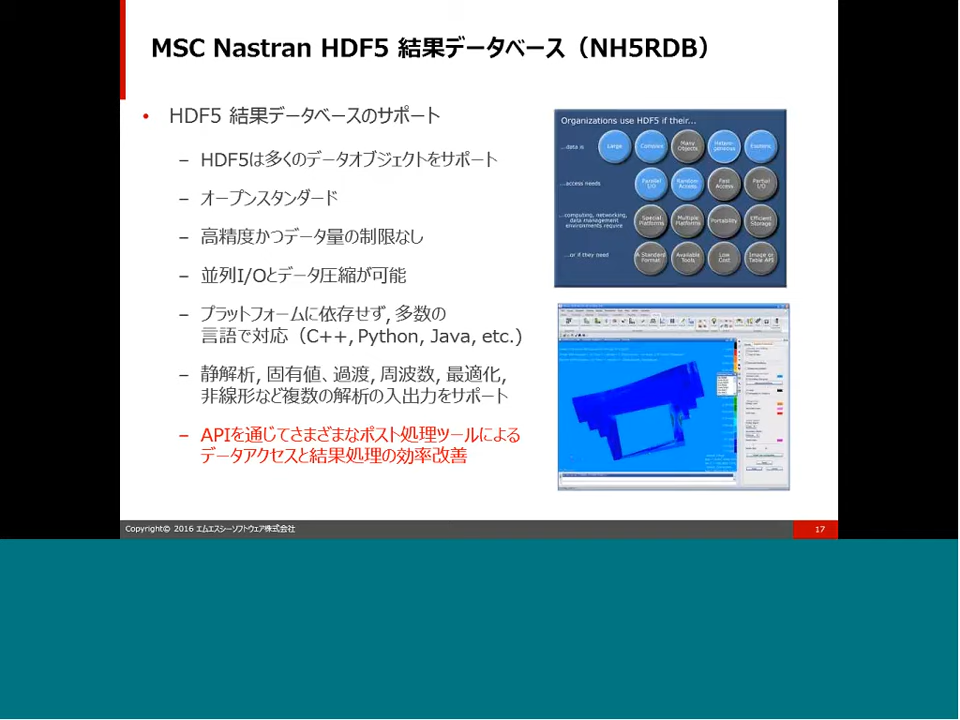 MSC Nastran HDF5 結果データベース（NH5RDB）
• HDF5 結果データベースのサポート
– HDF5は多くのデータオブジェクトをサポート
– オープンスタンダード
– 高精度かつデータ量の制限なし
– 並列I/Oとデータ圧縮が可能
– プラットフォームに依存せず, 多数の
言語で対応（C++, Python, Java, etc.)
– 静解析, 固有値、過渡, 周波数, 最適化,
非線形など複数の解析の入出力をサポート
– APIを通じてさまざまなポスト処理ツールによる
データアクセスと結果処理の効率改善
Organizations use HDF5 if their...
...data is
Large
Complex
Many
Objects
Hetero-
geneous
...access needs
Parallel
I/O
Random
Access
Fast
Access
Partial
I/O
...computing, networking,
data management
environments require
Special
Platforms
Multiple
Platforms
Portability
Efficient
Storage
...or if they need
A Standard
Format
Available
Tools
Low
Cost
Image or
Table API
Copyright© 2016 エムエスシーソフトウェア株式会社
17